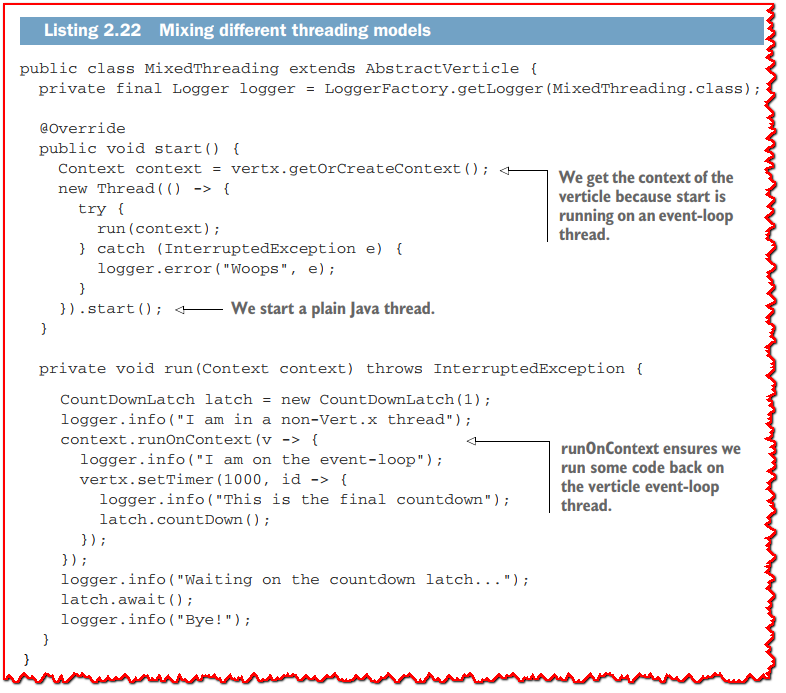 Listing 2.22 Mixing different threading models
public class MixedThreading extends AbstractVerticle {
private final Logger logger = LoggerFactory.getLogger(MixedThreading.class);
@Override
public void start() {
Context context = vertx.getOrCreateContext();
We get the context of the
verticle because start is
running on an event-loop
thread.
new Thread(() -> {
try {
run(context);
} catch (InterruptedException e) {
logger.error("Woops", e);
}
}).start();
We start a plain Java thread.
}
private void run(Context context) throws InterruptedException {
CountDownLatch latch = new CountDownLatch(1);
logger.info("I am in a non-Vert.x thread");
context.runOnContext(v -> {
runOnContext ensures we
run some code back on
the verticle event-loop
thread.
logger.info("I am on the event-loop");
vertx.setTimer(1000, id -> {
logger.info("This is the final countdown");
latch.countDown();
});
});
logger.info("Waiting on the countdown latch...");
latch.await();
logger.info("Bye!");
}
}